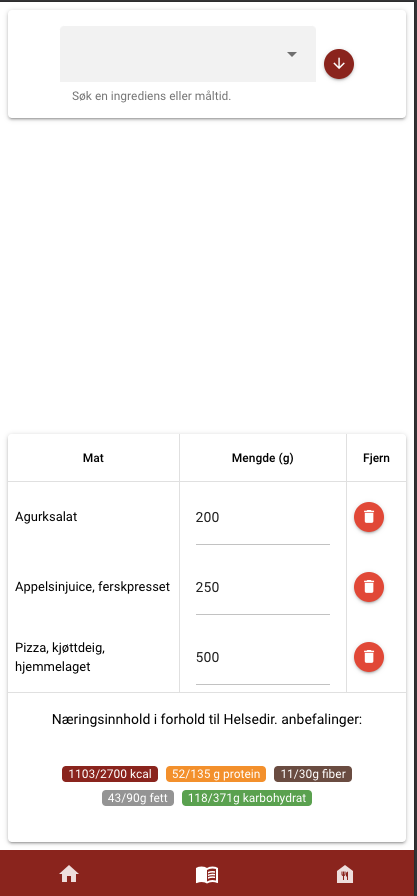 Søk en ingrediens eller måltid.
Mat Mengde (g) Fjern
Agurksalat 200
Appelsinjuice, ferskpresset 250
Pizza, kjøttdeig,
hjemmelaget 500
Næringsinnhold i forhold til Helsedir. anbefalinger:
1103/2700 kcal 52/135 g protein 11/30g fiber
43/90g fett 118/371g karbohydrat